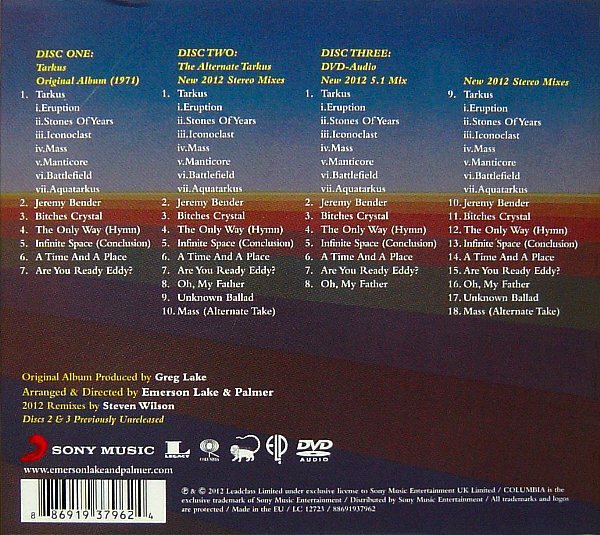 DISC ONE:
Tarkus
Original Album (1971)
1. Tarkus
i.Eruption
ii.Stones Of Years
iii.Iconoclast
iv.Mass
v.Manticore
vi.Battlefield
vii.Aquatarkus
2. Jeremy Bender
3. Bitches Crystal
4. The Only Way (Hymn)
5. Infinite Space (Conclusion)
6. A Time And A Place
7. Are You Ready Eddy?
DISC TWO:
The Alternate Tarkus
New 2012 Stereo Mixes
1. Tarkus
i.Eruption
ii.Stones Of Years
iii.Iconoclast
iv.Mass
v.Manticore
vi.Battlefield
vii.Aquatarkus
2. Jeremy Bender
3. Bitches Crystal
4. The Only Way (Hymn)
5. Infinite Space (Conclusion)
6. A Time And A Place
7. Are You Ready Eddy?
8. Oh, My Father
9. Unknown Ballad
10. Mass (Alternate Take)
DISC THREE:
DVD-Audio
New 2012 5.1 Mix
1. Tarkus
i.Eruption
ii.Stones Of Years
iii.Iconoclast
iv.Mass
v.Manticore
vi.Battlefield
vii.Aquatarkus
2. Jeremy Bender
3. Bitches Crystal
4. The Only Way (Hymn)
5. Infinite Space (Conclusion)
6. A Time And A Place
7. Are You Ready Eddy?
8. Oh, My Father
New 2012 Stereo Mixes
9. Tarkus
i.Eruption
ii.Stones Of Years
iii.Iconoclast
iv.Mass
v.Manticore
vi.Battlefield
vii.Aquatarkus
10. Jeremy Bender
11. Bitches Crystal
12. The Only Way (Hymn)
13. Infinite Space (Conclusion)
14. A Time And A Place
15. Are You Ready Eddy?
16. Oh, My Father
17. Unknown Ballad
18. Mass (Alternate Take)
Original Album Produced by Greg Lake
Arranged & Directed by Emerson Lake & Palmer
2012 Remixes by Steven Wilson
Discs 2 & 3 Previously Unreleased
SONY MUSIC LEGACY COLUMBIA ELP DVD AUDIO
www.emersonlakeandpalmer.com
8 86919 37962 4
℗ & © 2012 Leadclass Limited under exclusive license to Sony Music Entertainment UK Limited / COLUMBIA is the
exclusive trademark of Sony Music Entertainment / Distributed by Sony Music Entertainment / All trademarks and logos
are protected / Made in the EU / LC 12723 / 88691937962